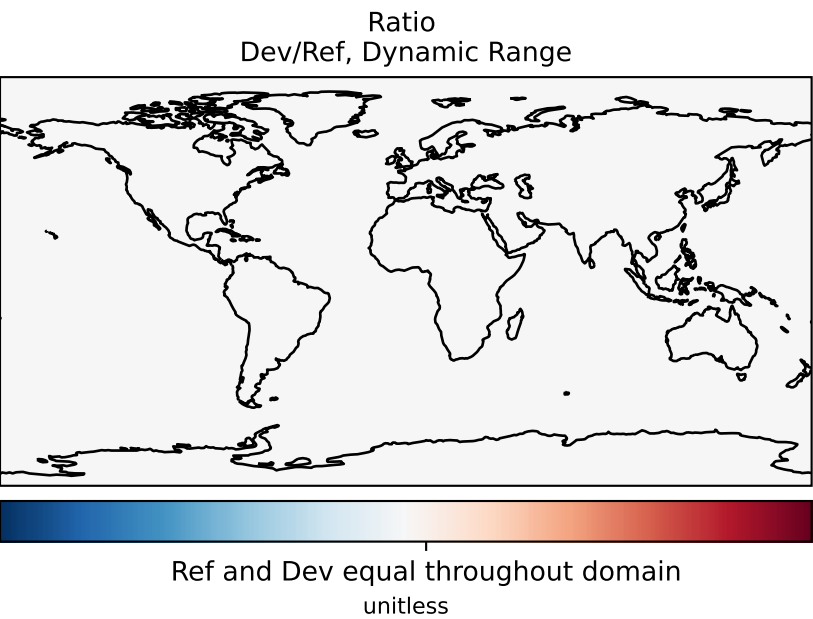 Ratio
Dev/Ref, Dynamic Range
Ref and Dev equal throughout domain
unitless